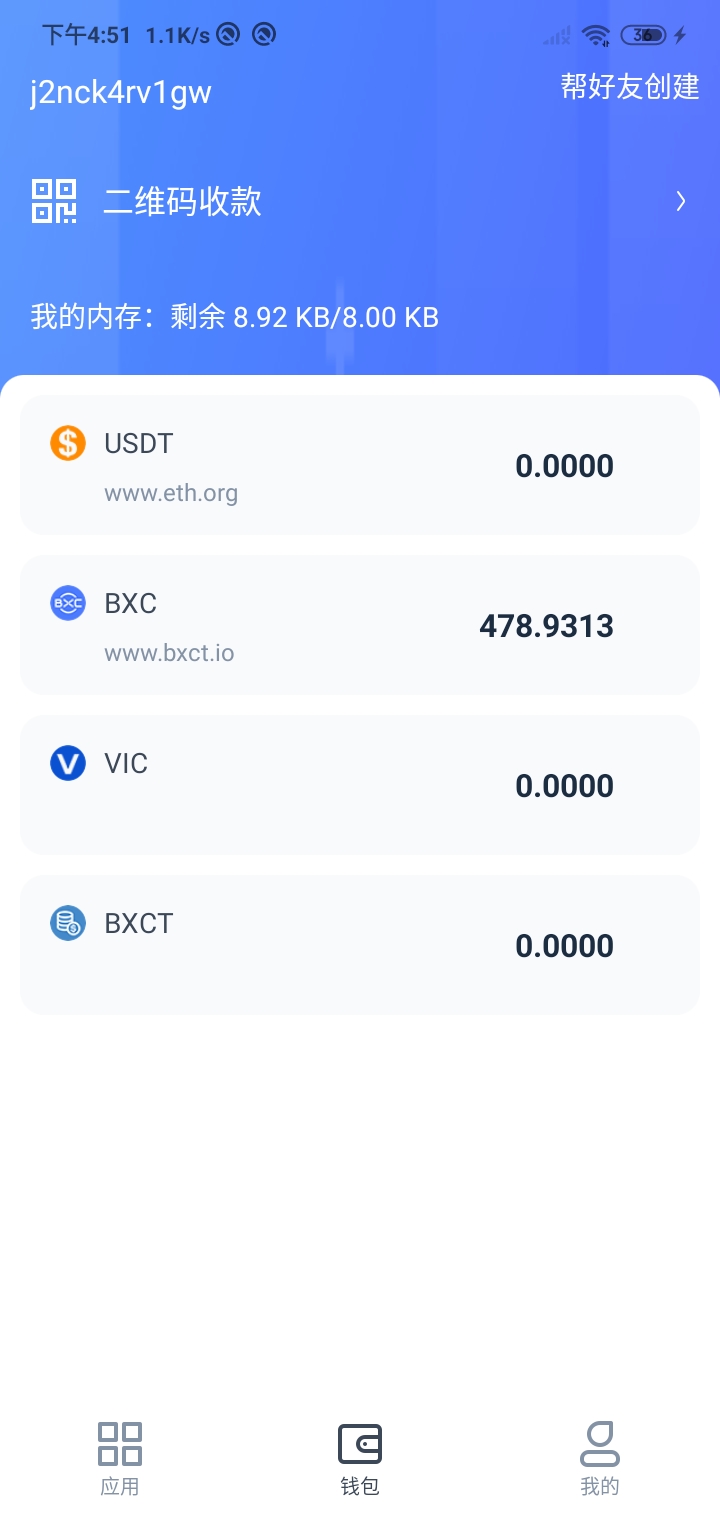 下午4:51 1.1K/s 36
j2nck4rv1gw 帮好友创建
二维码收款
我的内存：剩余 8.92 KB/8.00 KB
USDT
0.0000
www.eth.org
BXC
BXC
478.9313
www.bxct.io
VIC
0.0000
BXCT
0.0000
应用 钱包 我的